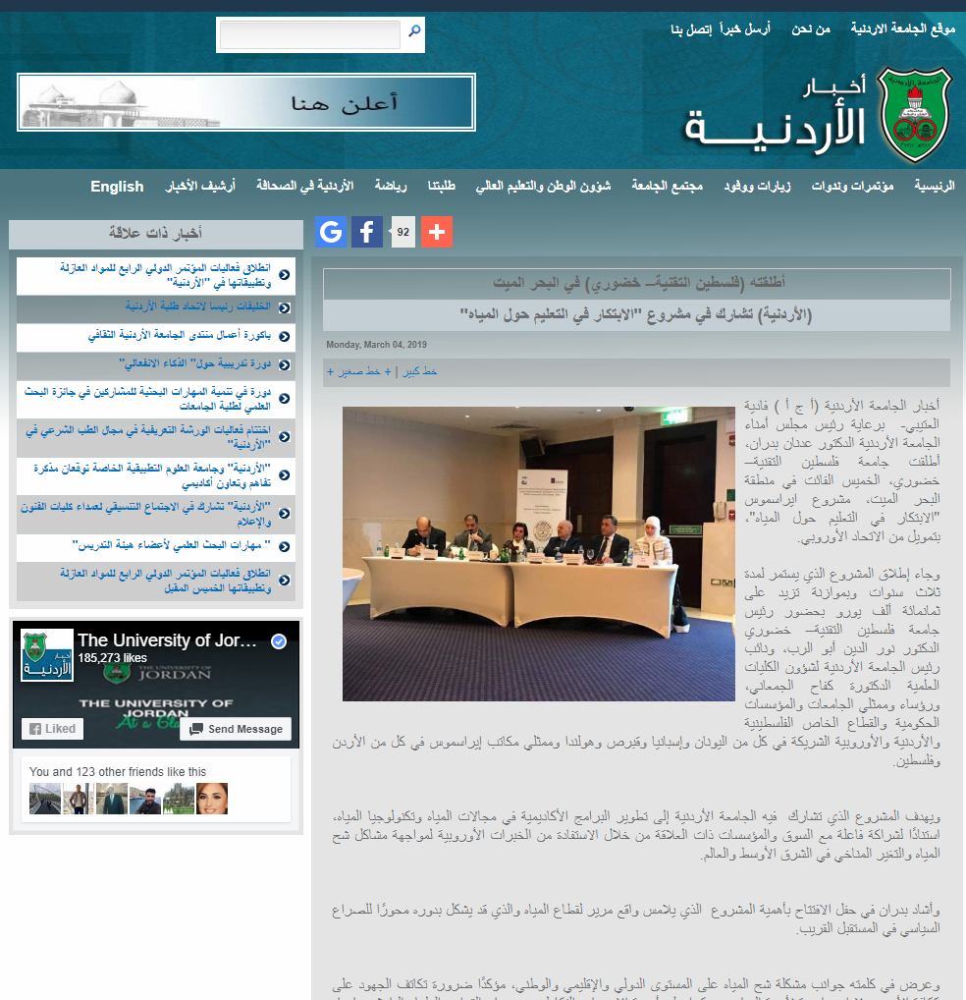 موقع الجامعة الاردنية
من نحن
أرسل خبراً
إتصل بنا
أخبار
الأردنية
أعلن هنا
الرئيسية
مؤتمرات وندوات
زيارات ووفود
مجتمع الجامعة
شؤون الوطن والتعليم العالي
طلبتنا
رياضة
الأردنية في الصحافة
أرشيف الأخبار
English
92
أطلقته (فلسطين التقنية– خضوري) في البحر الميت
(الأردنية) تشارك في مشروع "الابتكار في التعليم حول المياه"
Monday, March 04, 2019
خط كبير | + خط صغير +
أخبار الجامعة الأردنية (أ ج أ ) فادية
العتيبي- برعاية رئيس مجلس أمناء
الجامعة الأردنية الدكتور عدنان بدران،
أطلقت جامعة فلسطين التقنية–
خضوري، الخميس الفائت في منطقة
البحر الميت، مشروع ايراسموس
"الابتكار في التعليم حول المياه"،
بتمويل من الاتحاد الأوروبي.
وجاء إطلاق المشروع الذي يستمر لمدة
ثلاث سنوات وبموازنة تزيد على
ثمانمائة ألف يورو بحضور رئيس
جامعة فلسطين التقنية– خضوري
الدكتور نور الدين أبو الرب، ونائب
رئيس الجامعة الأردنية لشؤون الكليات
العلمية الدكتورة كفاح الجمعاني،
ورؤساء وممثلي الجامعات والمؤسسات
الحكومية والقطاع الخاص الفلسطينية
والأردنية والأوروبية الشريكة في كل من اليونان وإسبانيا وقبرص وهولندا وممثلي مكاتب إيراسموس في كل من الأردن
وفلسطين.
ويهدف المشروع الذي تشارك فيه الجامعة الأردنية إلى تطوير البرامج الأكاديمية في مجالات المياه وتكنولوجيا المياه،
استنادًا لشراكة فاعلة مع السوق والمؤسسات ذات العلاقة من خلال الاستفادة من الخبرات الأوروبية لمواجهة مشاكل شح
المياه والتغير المناخي في الشرق الأوسط والعالم.
وأشاد بدران في حفل الافتتاح بأهمية المشروع الذي يلامس واقع مرير لقطاع المياه والذي قد يشكل بدوره محورًا للصراع
السياسي في المستقبل القريب.
وعرض في كلمته جوانب مشكلة شح المياه على المستوى الدولي والإقليمي والوطني، مؤكدًا ضرورة تكاتف الجهود على
أخبار ذات علاقة
انطلاق فعاليات المؤتمر الدولي الرابع للمواد العازلة
وتطبيقاتها في "الأردنية"
الخليفات رئيسا لاتحاد طلبة الأردنية
باكورة أعمال منتدى الجامعة الأردنية الثقافي
دورة تدريبية حول" الذكاء الانفعالي"
دورة في تنمية المهارات البحثية للمشاركين في جائزة البحث
العلمي لطلبة الجامعات
اختتام فعاليات الورشة التعريفية في مجال الطب الشرعي في
"الأردنية"
"الأردنية" وجامعة العلوم التطبيقية الخاصة توقعان مذكرة
تفاهم وتعاون أكاديمي
"الأردنية" تشارك في الاجتماع التنسيقي لعمداء كليات الفنون
والإعلام
" مهارات البحث العلمي لأعضاء هيئة التدريس"
انطلاق فعاليات المؤتمر الدولي الرابع للمواد العازلة
وتطبيقاتها الخميس المقبل
أخبار
الأردنية
The University of Jor...
185,273 likes
THE UNIVERSITY OF
JORDAN
THE UNIVERSITY OF
JORDAN
At a Gla
Liked
Send Message
You and 123 other friends like this